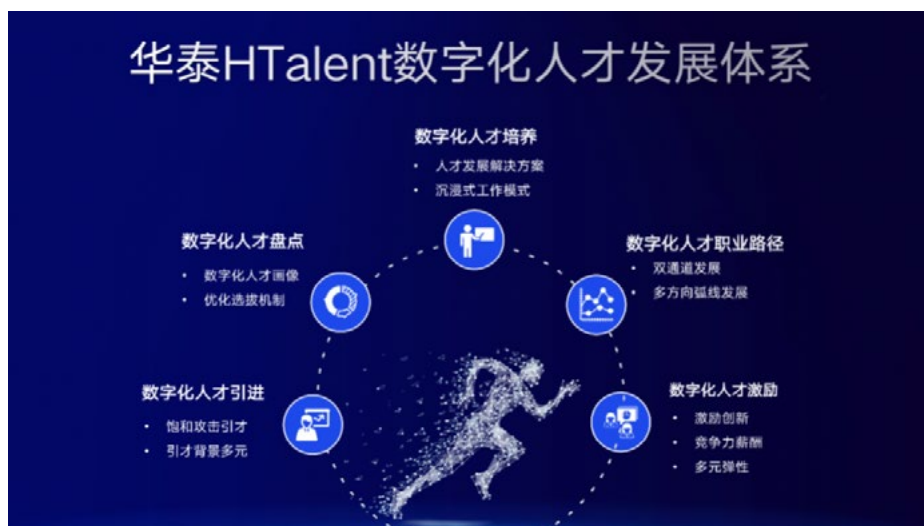 华泰HTalent数字化人才发展体系
数字化人才培养
• 人才发展解决方案
• 沉浸式工作模式
数字化人才盘点
• 数字化人才画像
• 优化选拔机制
数字化人才职业路径
• 双通道发展
• 多方向弧线发展
数字化人才引进
• 饱和攻击引才
• 引才背景多元
数字化人才激励
• 激励创新
• 竞争力薪酬
• 多元弹性